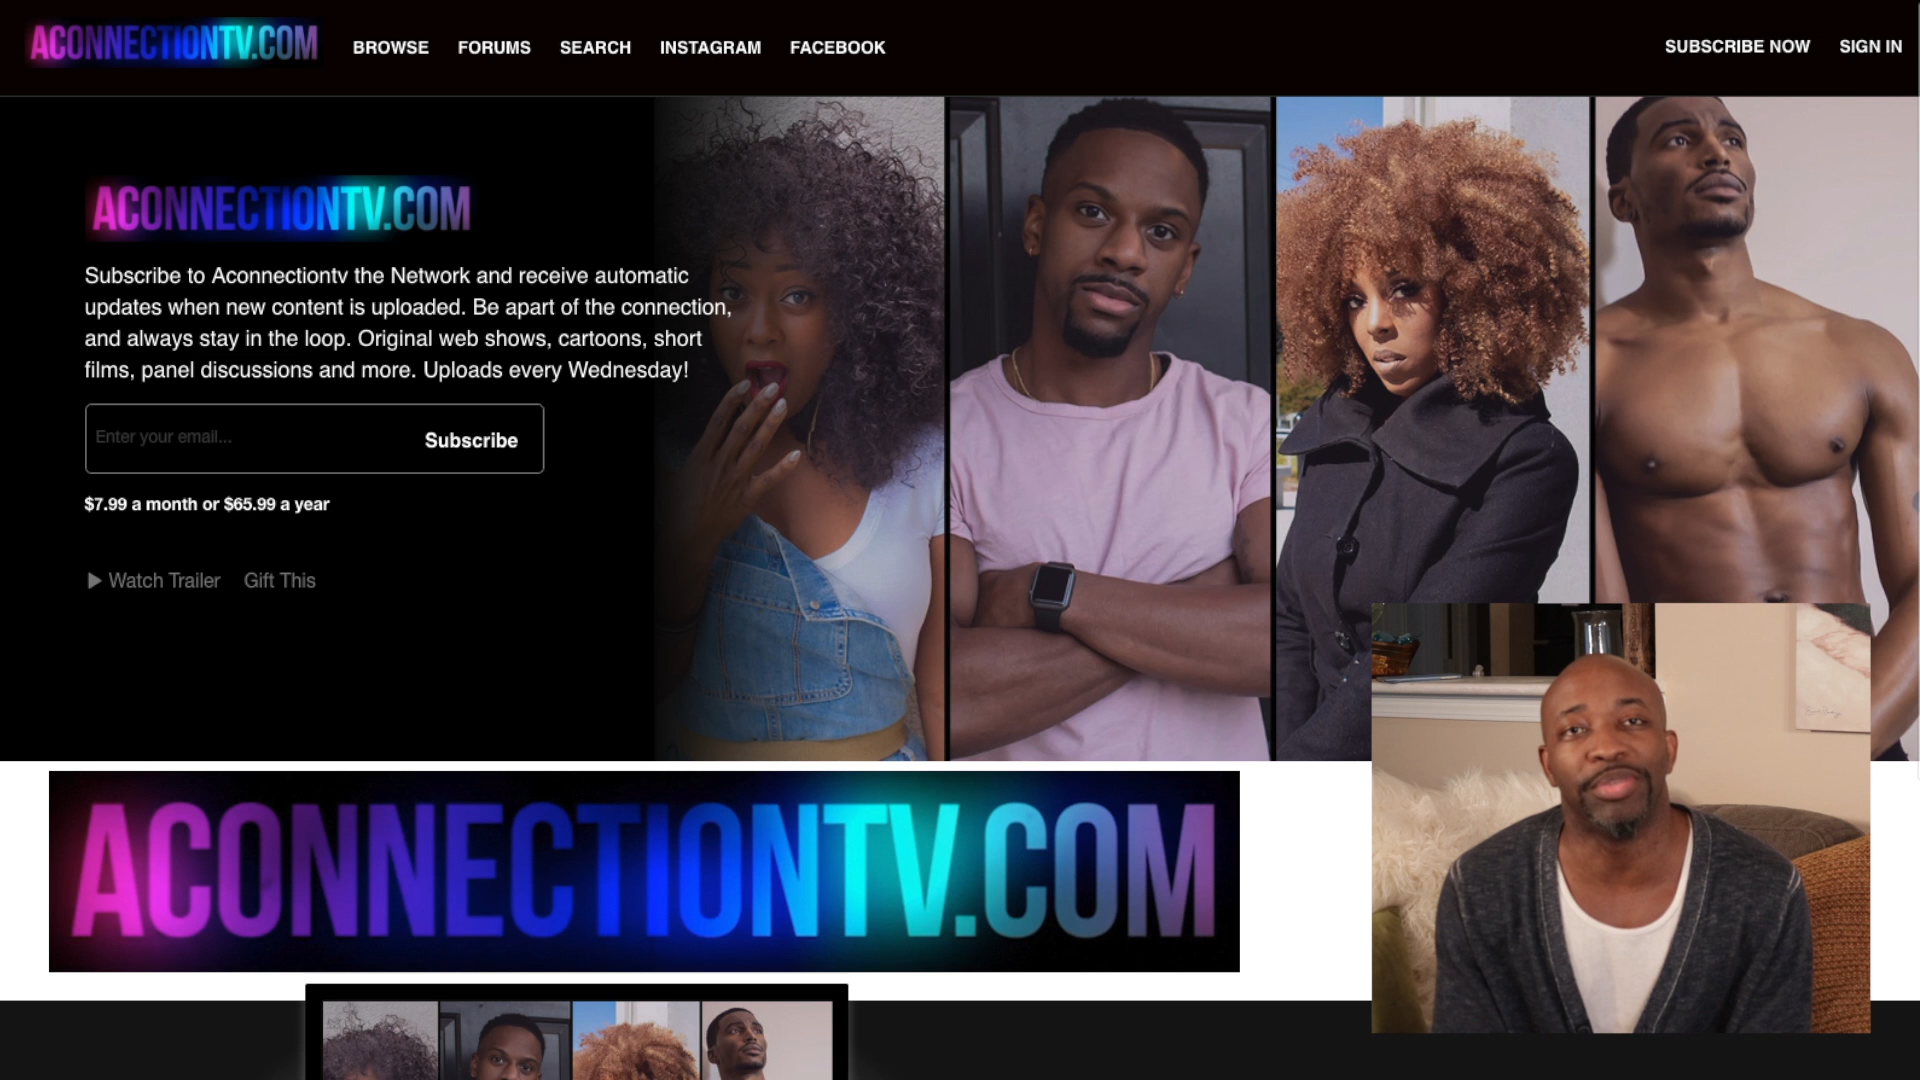 ACONNECTIONTV.COM
BROWSE FORUMS SEARCH INSTAGRAM FACEBOOK
SUBSCRIBE NOW SIGN IN
ACONNECTIONTV.COM
Subscribe to Aconnectiontv the Network and receive automatic
updates when new content is uploaded. Be apart of the connection,
and always stay in the loop. Original web shows, cartoons, short
films, panel discussions and more. Uploads every Wednesday!
Enter your email...
Subscribe
$7.99 a month or $65.99 a year
Watch Trailer Gift This
ACONNECTIONTV.COM